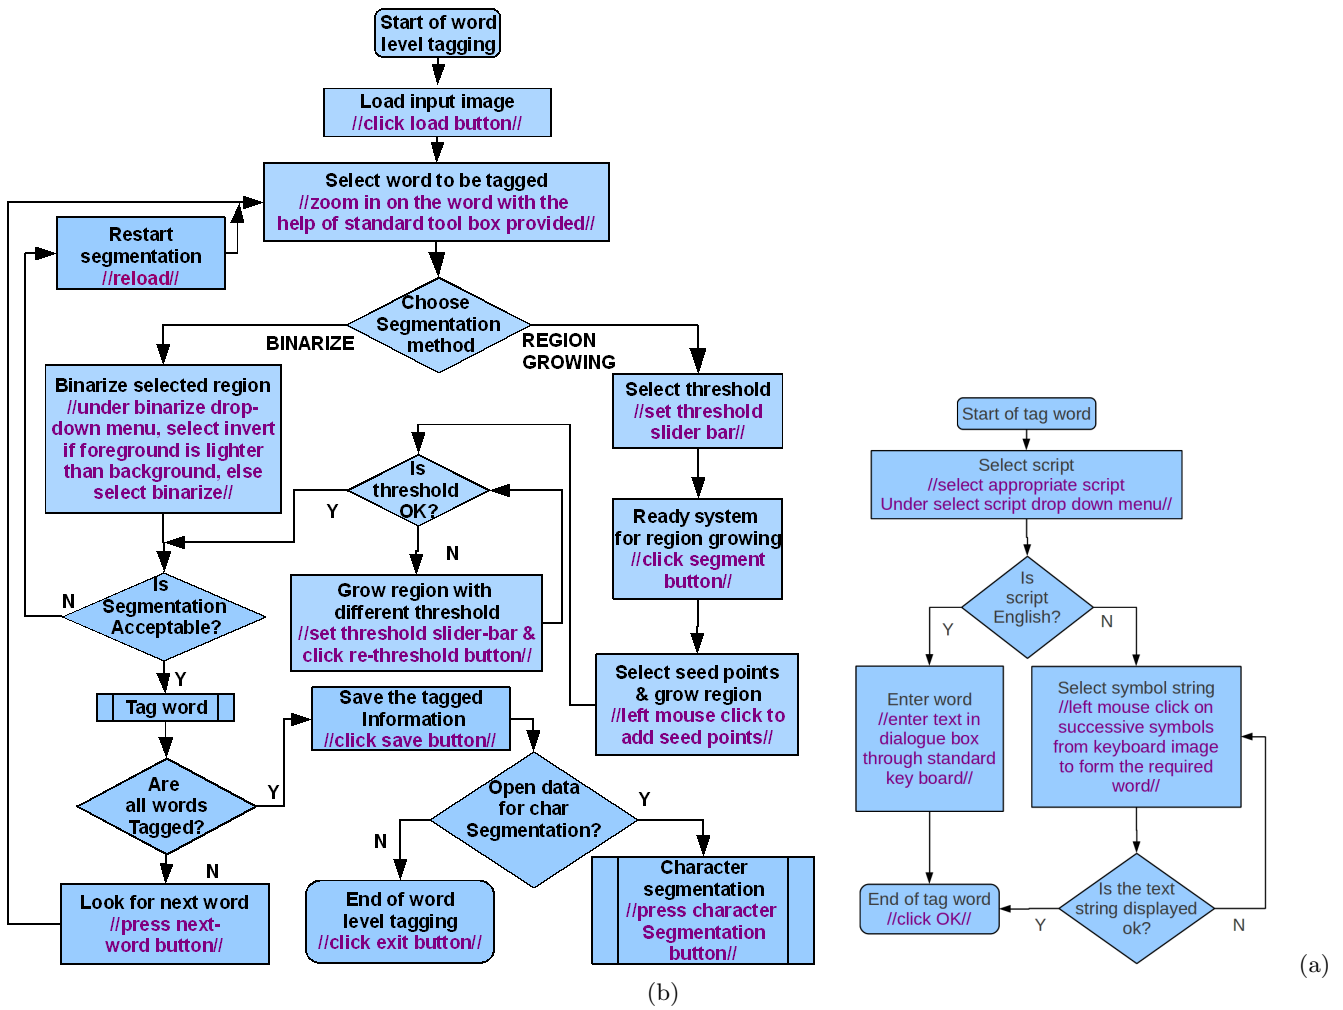 Start of word
level tagging
Load input image
//click load button//
Select word to be tagged
//zoom in on the word with the
help of standard tool box provided//
Restart
segmentation
//reload//
Choose
Segmentation
method
BINARIZE
REGION
GROWING
Binarize selected region
//under binarize drop-
down menu, select invert
if foreground is lighter
than background, else
select binarize//
Select threshold
//set threshold
slider bar//
Is
threshold
OK?
Y
N
Ready system
for region growing
//click segment
button//
Grow region with
different threshold
//set threshold slider-bar &
click re-threshold button//
Is
Segmentation
Acceptable?
N
Y
Select seed points
& grow region
//left mouse click to
add seed points//
Tag word
Save the tagged
Information
//click save button//
Are
all words
Tagged?
Y
N
Open data
for char
Segmentation?
Y
N
Look for next word
//press next-
word button//
End of word
level tagging
//click exit button//
Character
segmentation
//press character
Segmentation
button//
(b)
Start of tag word
Select script
//select appropriate script
Under select script drop down menu//
Is
script
English?
Y
N
Enter word
//enter text in
dialogue box
through standard
key board//
Select symbol string
//left mouse click on
successive symbols
from keyboard image
to form the required
word//
End of tag word
//click OK//
Is the text
string displayed
ok?
Y
N
(a)